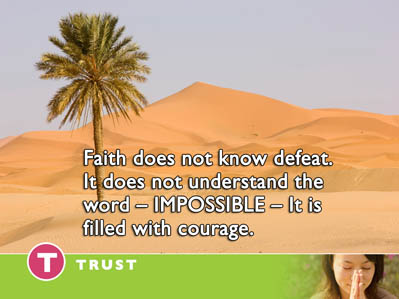 Faith does not know defeat.
It does not understand the
word – IMPOSSIBLE – It is
filled with courage.
T TRUST